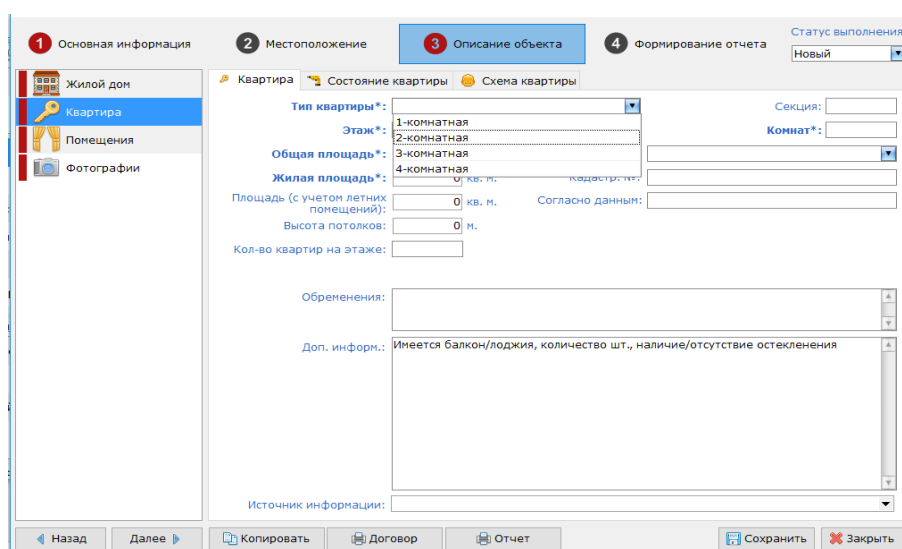 Статус выполнения
1 Основная информация 2 Местоположение 3 Описание объекта 4 Формирование отчета
Новый
Жилой дом
Квартира
Помещения
Фотографии
Квартира Состояние квартиры Схема квартиры
Тип квартиры*: Секция:
1-комнатная
2-комнатная
3-комнатная
4-комнатная
Этаж*: Комнат*:
Общая площадь*:
Жилая площадь*: 0 кв. м. Кадастр. №:
Площадь (с учетом летних
помещений): 0 кв. м. Согласно данным:
Высота потолков: 0 м.
Кол-во квартир на этаже:
Обременения:
Доп. информ.: Имеется балкон/лоджия, количество шт., наличие/отсутствие остекленения
Источник информации:
Назад Далее Копировать Договор Отчет Сохранить Закрыть